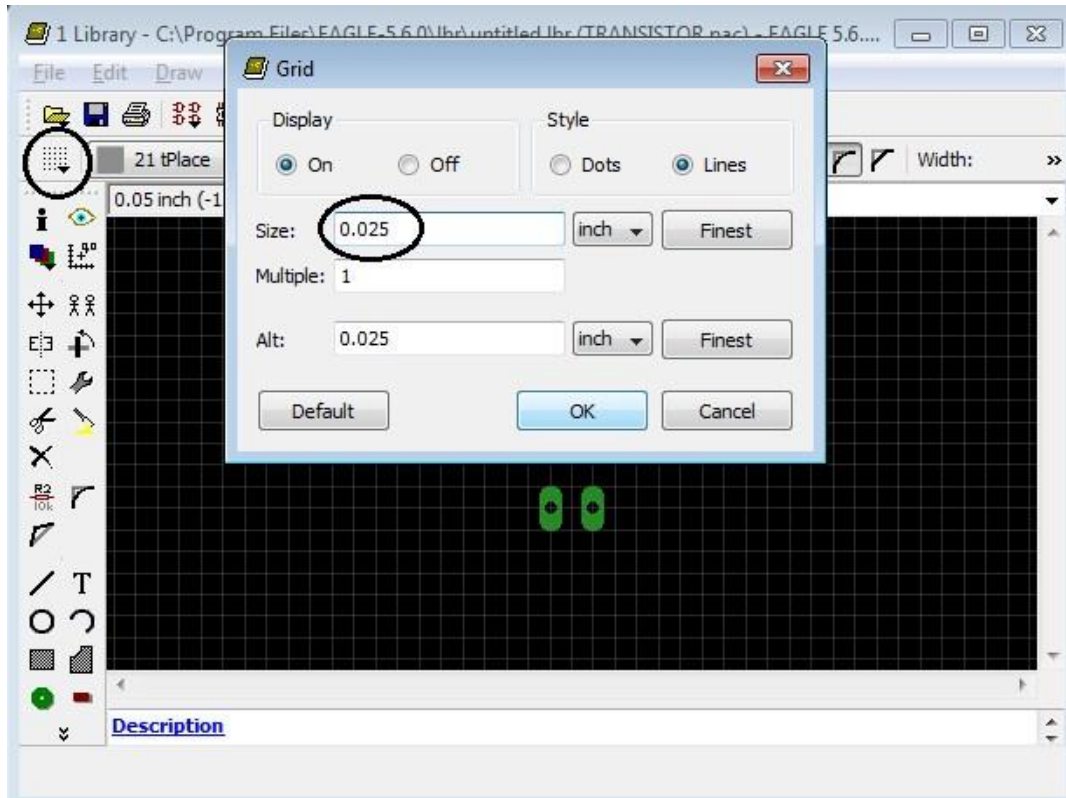 1 Library - C:\Program Files\EAGLE-5.6.0\lbr\untitled.lbr (TRANSISTOR.pac) - EAGLE 5.6....
File Edit Draw
Grid
Display
Style
On Off
Dots Lines
21 tPlace
Width:
»
0.05 inch (-1
Size: 0.025 inch Finest
Multiple: 1
Alt: 0.025 inch Finest
Default OK Cancel
i
R2
10k
T
Description